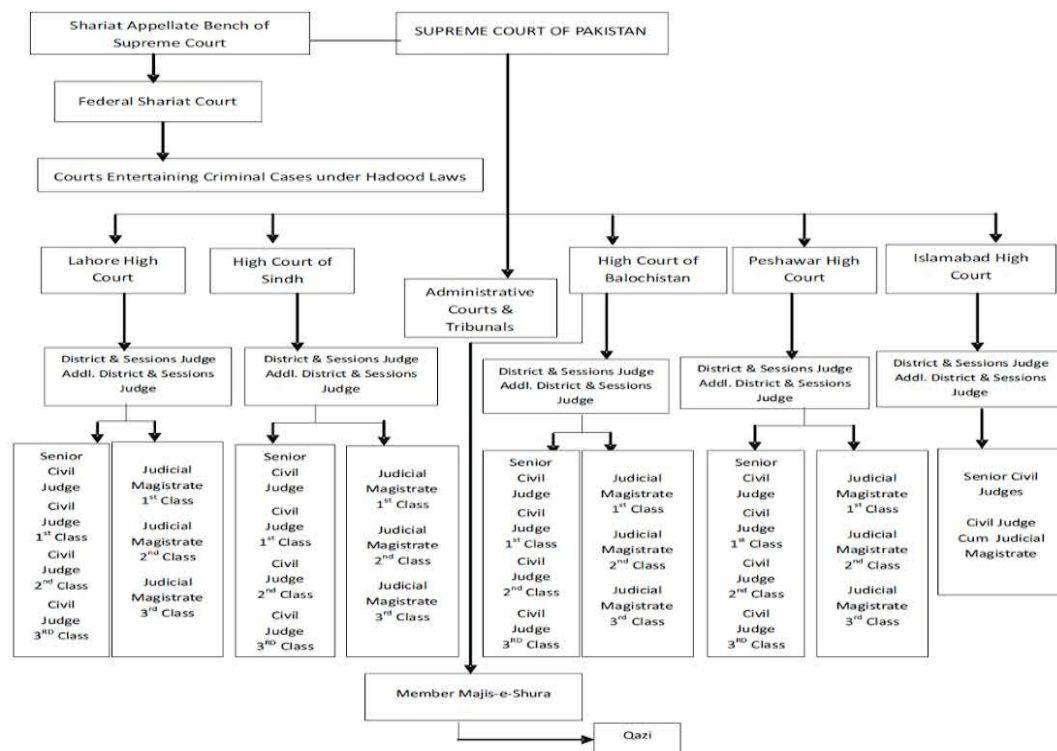 Shariat Appellate Bench of
Supreme Court
SUPREME COURT OF PAKISTAN
Federal Shariat Court
Courts Entertaining Criminal Cases under Hadood Laws
Lahore High
Court
High Court of
Sindh
Administrative
Courts &
Tribunals
High Court of
Balochistan
Peshawar High
Court
Islamabad High
Court
District & Sessions Judge
Addl. District & Sessions
Judge
District & Sessions Judge
Addl. District & Sessions
Judge
District & Sessions Judge
Addl. District & Sessions
Judge
District & Sessions Judge
Addl. District & Sessions
Judge
District & Sessions Judge
Addl. District & Sessions
Judge
Senior
Civil
Judge
Civil
Judge
1st Class
Civil
Judge
2nd Class
Civil
Judge
3RD Class
Judicial
Magistrate
1st Class
Judicial
Magistrate
2nd Class
Judicial
Magistrate
3rd Class
Senior
Civil
Judge
Civil
Judge
1st Class
Civil
Judge
2nd Class
Civil
Judge
3RD Class
Judicial
Magistrate
1st Class
Judicial
Magistrate
2nd Class
Judicial
Magistrate
3rd Class
Senior
Civil
Judge
Civil
Judge
1st Class
Civil
Judge
2nd Class
Civil
Judge
3RD Class
Judicial
Magistrate
1st Class
Judicial
Magistrate
2nd Class
Judicial
Magistrate
3rd Class
Senior
Civil
Judge
Civil
Judge
1st Class
Civil
Judge
2nd Class
Civil
Judge
3RD Class
Judicial
Magistrate
1st Class
Judicial
Magistrate
2nd Class
Judicial
Magistrate
3rd Class
Senior Civil
Judges
Civil Judge
Cum Judicial
Magistrate
Member Majis-e-Shura
Qazi